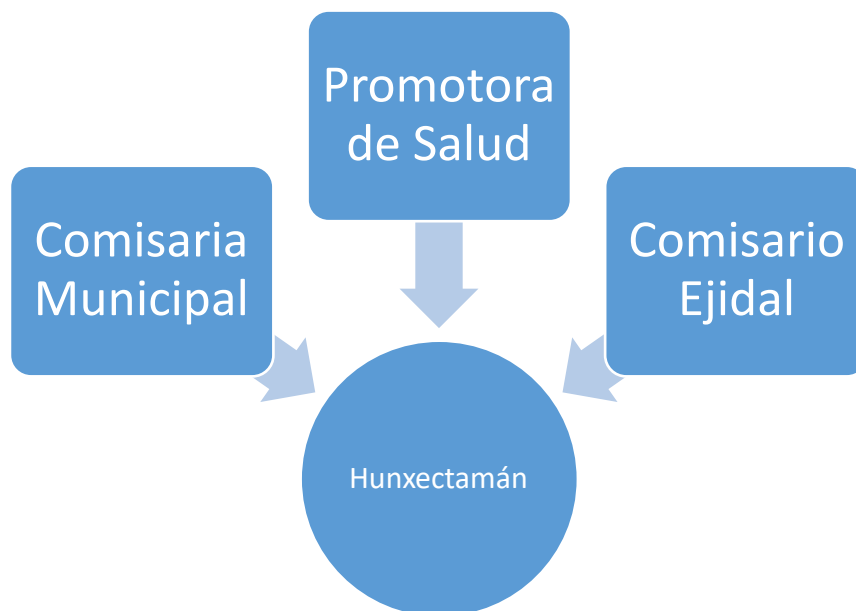 Promotora
de Salud
Comisaria
Municipal
Comisario
Ejidal
Hunxectamán